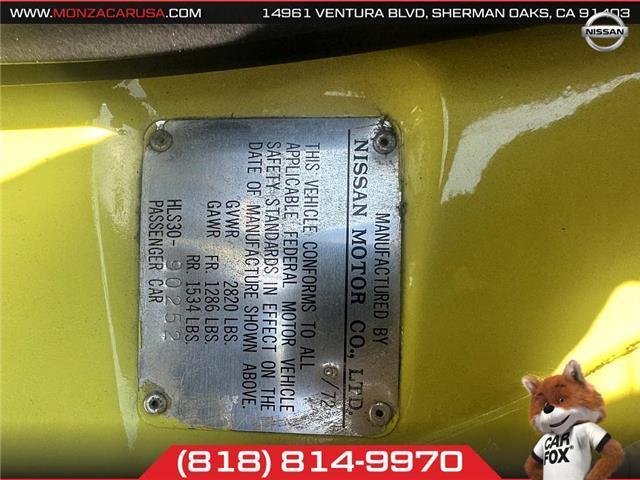 WWW.MONZACARUSA.COM
14961 VENTURA BLVD, SHERMAN OAKS, CA 91403
NISSAN
MANUFACTURED BY
NISSAN MOTOR CO., LTD.
6/72
THIS VEHICLE CONFORMS TO ALL
APPLICABLE FEDERAL MOTOR VEHICLE
SAFETY STANDARDS IN EFFECT ON THE
DATE OF MANUFACTURE SHOWN ABOVE.
GVWR 2820 LBS.
GAWR FR. 1286 LBS.
RR. 1534 LBS.
HLS30-90252
PASSENGER CAR
(818) 814-9970
CAR
FOX